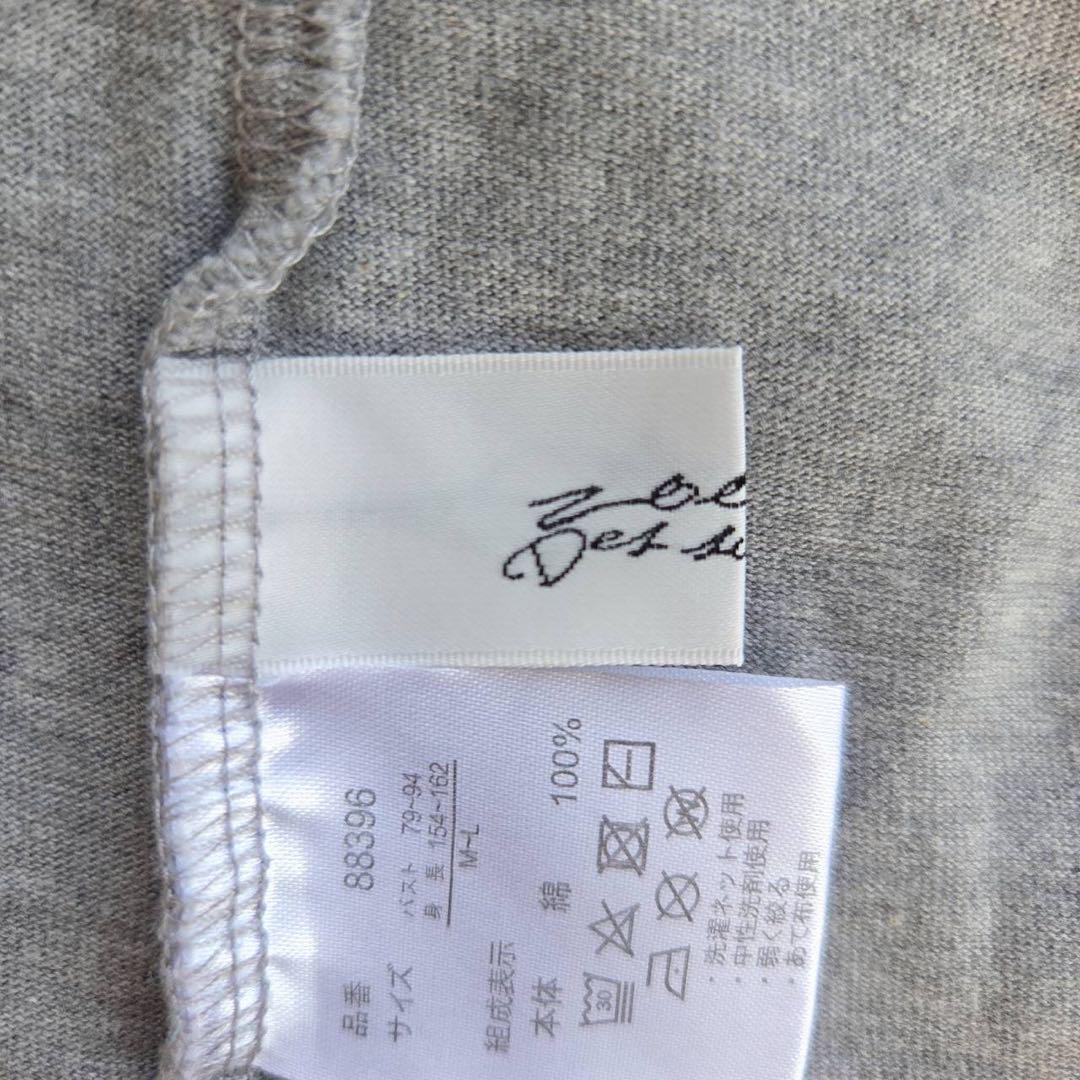 品番 88396
サイズ バスト 79~94
身 長 154~162
M~L
組成表示
本体 綿 100%
30
・洗濯ネット使用
・中性洗剤使用
・弱く絞る
・あて布使用